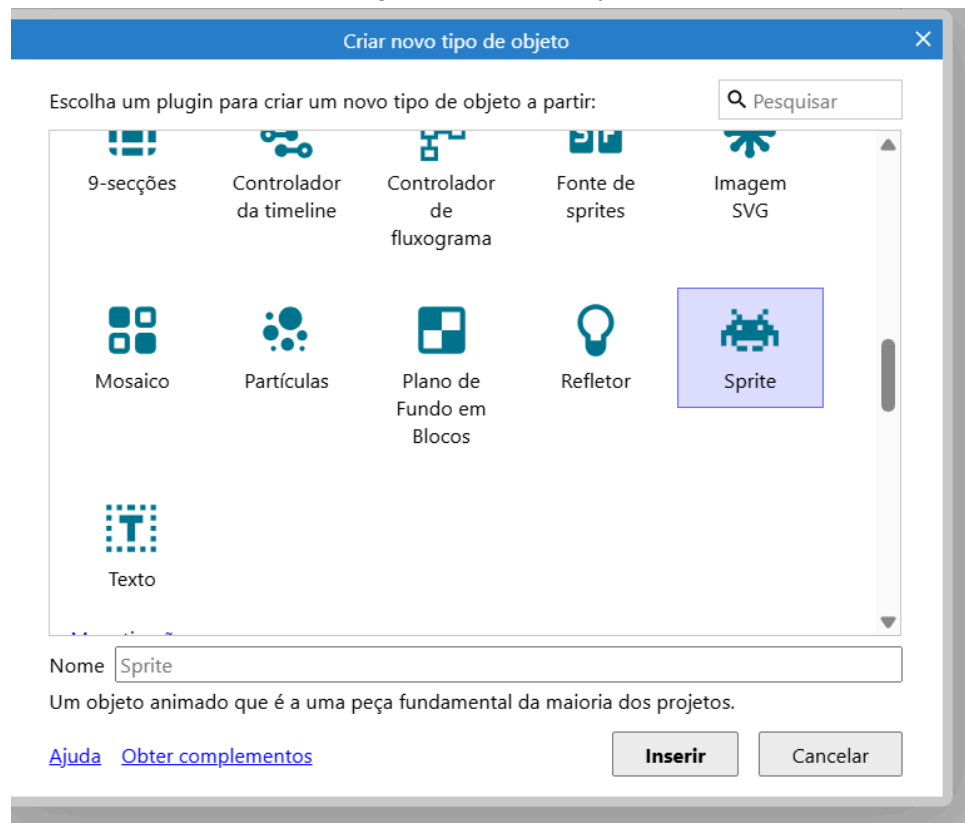 Criar novo tipo de objeto
Escolha um plugin para criar um novo tipo de objeto a partir:
Pesquisar
9-secções
Controlador
da timeline
Controlador
de
fluxograma
Fonte de
sprites
Imagem
SVG
Mosaico
Partículas
Plano de
Fundo em
Blocos
Refletor
Sprite
T
Texto
Nome
Sprite
Um objeto animado que é a uma peça fundamental da maioria dos projetos.
Ajuda
Obter complementos
Inserir
Cancelar